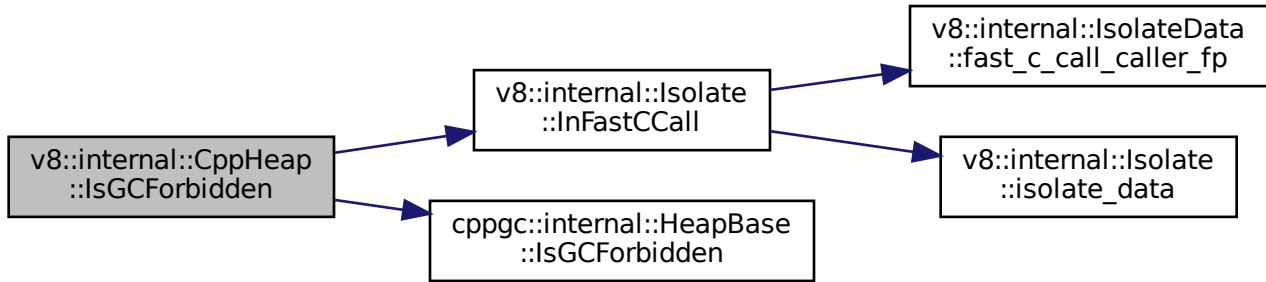 v8::internal::CppHeap
::IsGCForbidden
v8::internal::Isolate
::InFastCCall
cppgc::internal::HeapBase
::IsGCForbidden
v8::internal::IsolateData
::fast_c_call_caller_fp
v8::internal::Isolate
::isolate_data